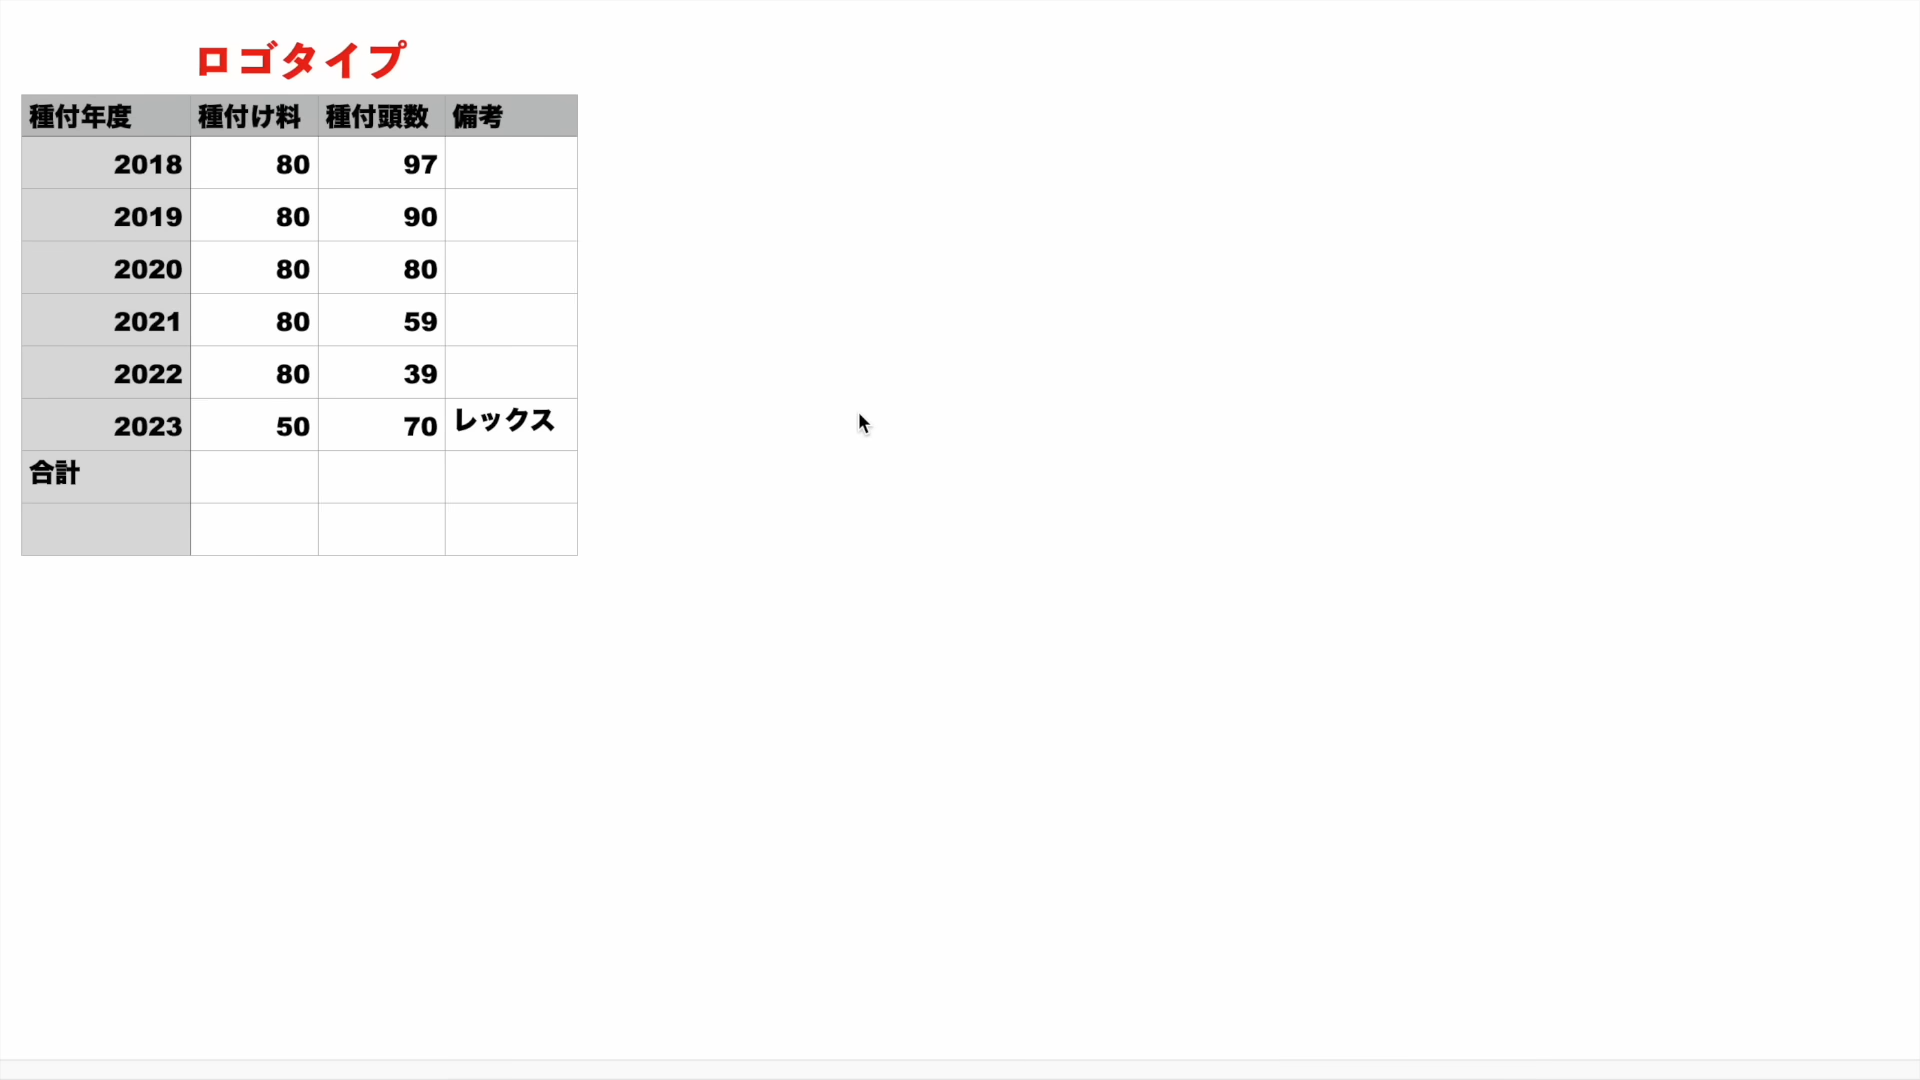 ロゴタイプ
種付年度 種付け料 種付頭数 備考
2018 80 97
2019 80 90
2020 80 80
2021 80 59
2022 80 39
2023 50 70 レックス
合計